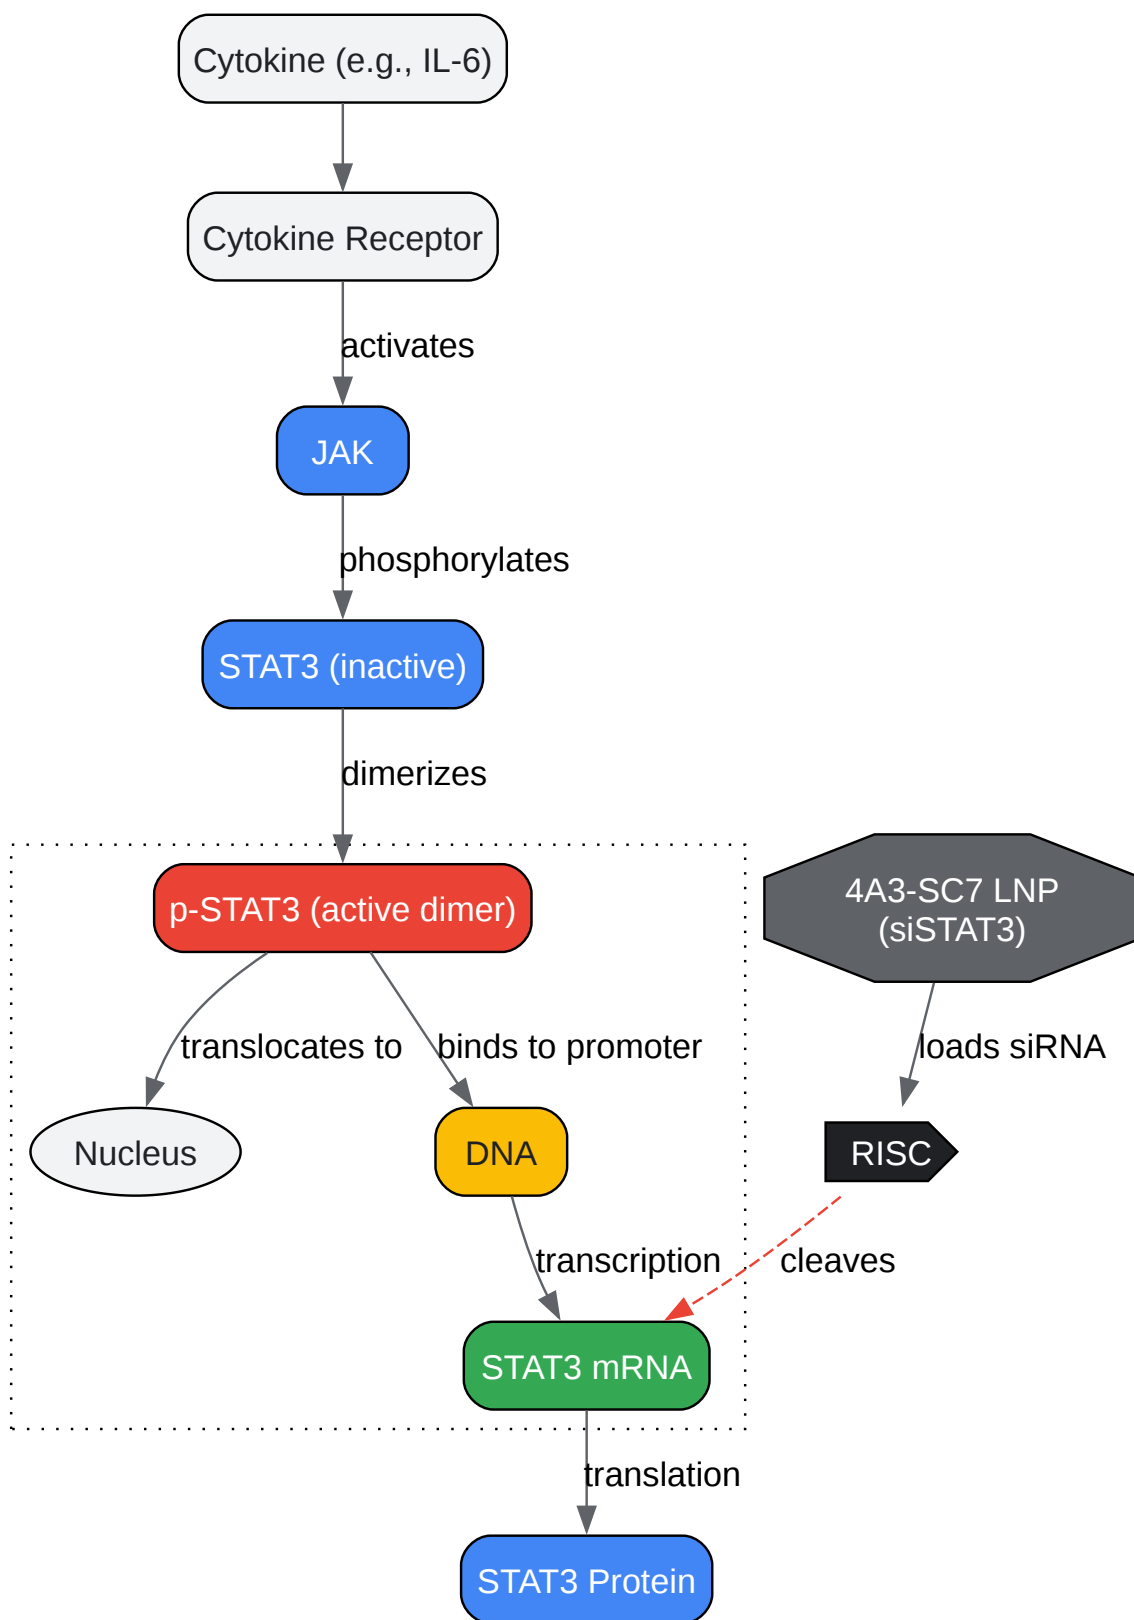 Cytokine (e.g., IL-6)
Cytokine Receptor
activates
JAK
phosphorylates
STAT3 (inactive)
dimerizes
p-STAT3 (active dimer)
4A3-SC7 LNP
(siSTAT3)
translocates to
binds to promoter
loads siRNA
Nucleus
DNA
RISC
transcription
cleaves
STAT3 mRNA
translation
STAT3 Protein